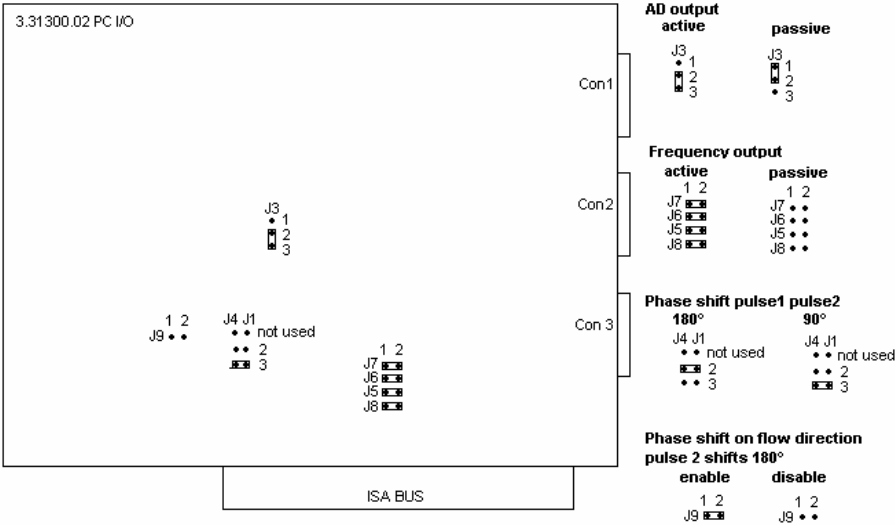 3.31300.02 PC I/O
Con1
Con2
Con 3
J3
1
2
3
1 2
J9
J4 J1
not used
2
3
1 2
J7
J6
J5
J8
ISA BUS
AD output
active passive
J3 J3
1 1
2 2
3 3
Frequency output
active passive
1 2 1 2
J7 J7
J6 J6
J5 J5
J8 J8
Phase shift pulse1 pulse2
180° 90°
J4 J1 J4 J1
not used not used
2 2
3 3
Phase shift on flow direction
pulse 2 shifts 180°
enable disable
1 2 1 2
J9 J9